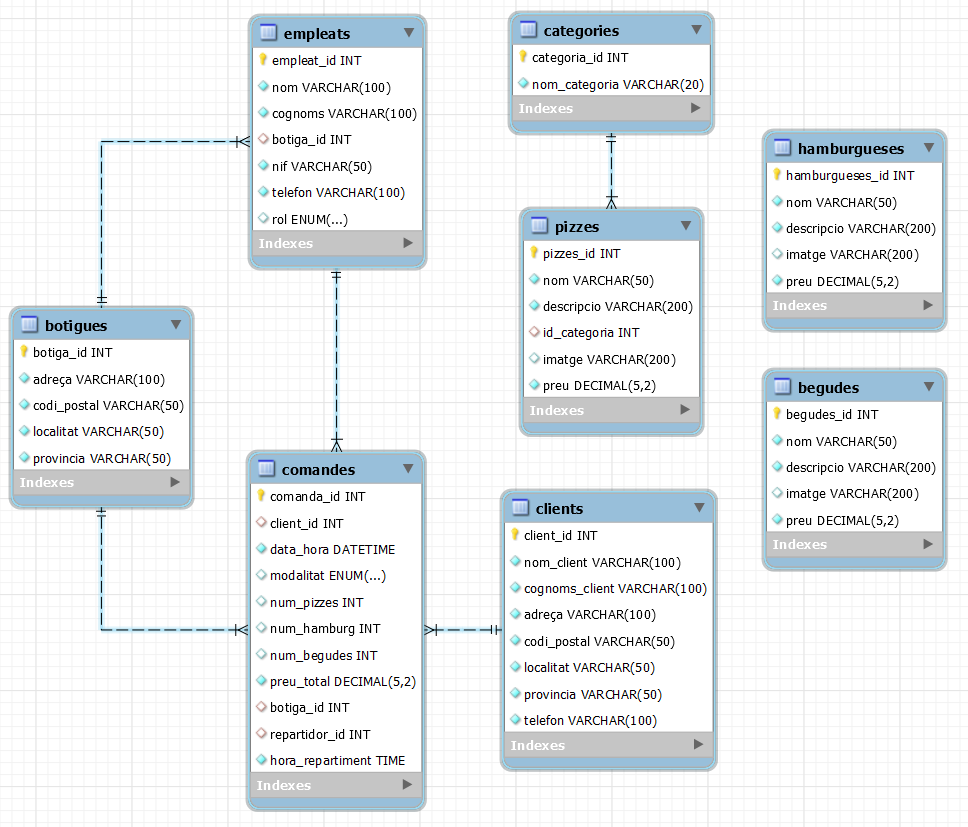 empleats
empleat_id INT
nom VARCHAR(100)
cognoms VARCHAR(100)
botiga_id INT
nif VARCHAR(50)
telefon VARCHAR(100)
rol ENUM(...)
Indexes
categories
categoria_id INT
nom_categoria VARCHAR(20)
Indexes
hamburgueses
hamburgueses_id INT
nom VARCHAR(50)
descripcio VARCHAR(200)
imatge VARCHAR(200)
preu DECIMAL(5,2)
Indexes
pizzes
pizzes_id INT
nom VARCHAR(50)
descripcio VARCHAR(200)
id_categoria INT
imatge VARCHAR(200)
preu DECIMAL(5,2)
Indexes
botigues
botiga_id INT
adreça VARCHAR(100)
codi_postal VARCHAR(50)
localitat VARCHAR(50)
provincia VARCHAR(50)
Indexes
begudes
begudes_id INT
nom VARCHAR(50)
descripcio VARCHAR(200)
imatge VARCHAR(200)
preu DECIMAL(5,2)
Indexes
comandes
comanda_id INT
client_id INT
data_hora DATETIME
modalitat ENUM(...)
num_pizzes INT
num_hamburg INT
num_begudes INT
preu_total DECIMAL(5,2)
botiga_id INT
repartidor_id INT
hora_repartiment TIME
Indexes
clients
client_id INT
nom_client VARCHAR(100)
cognoms_client VARCHAR(100)
adreça VARCHAR(100)
codi_postal VARCHAR(50)
localitat VARCHAR(50)
provincia VARCHAR(50)
telefon VARCHAR(100)
Indexes